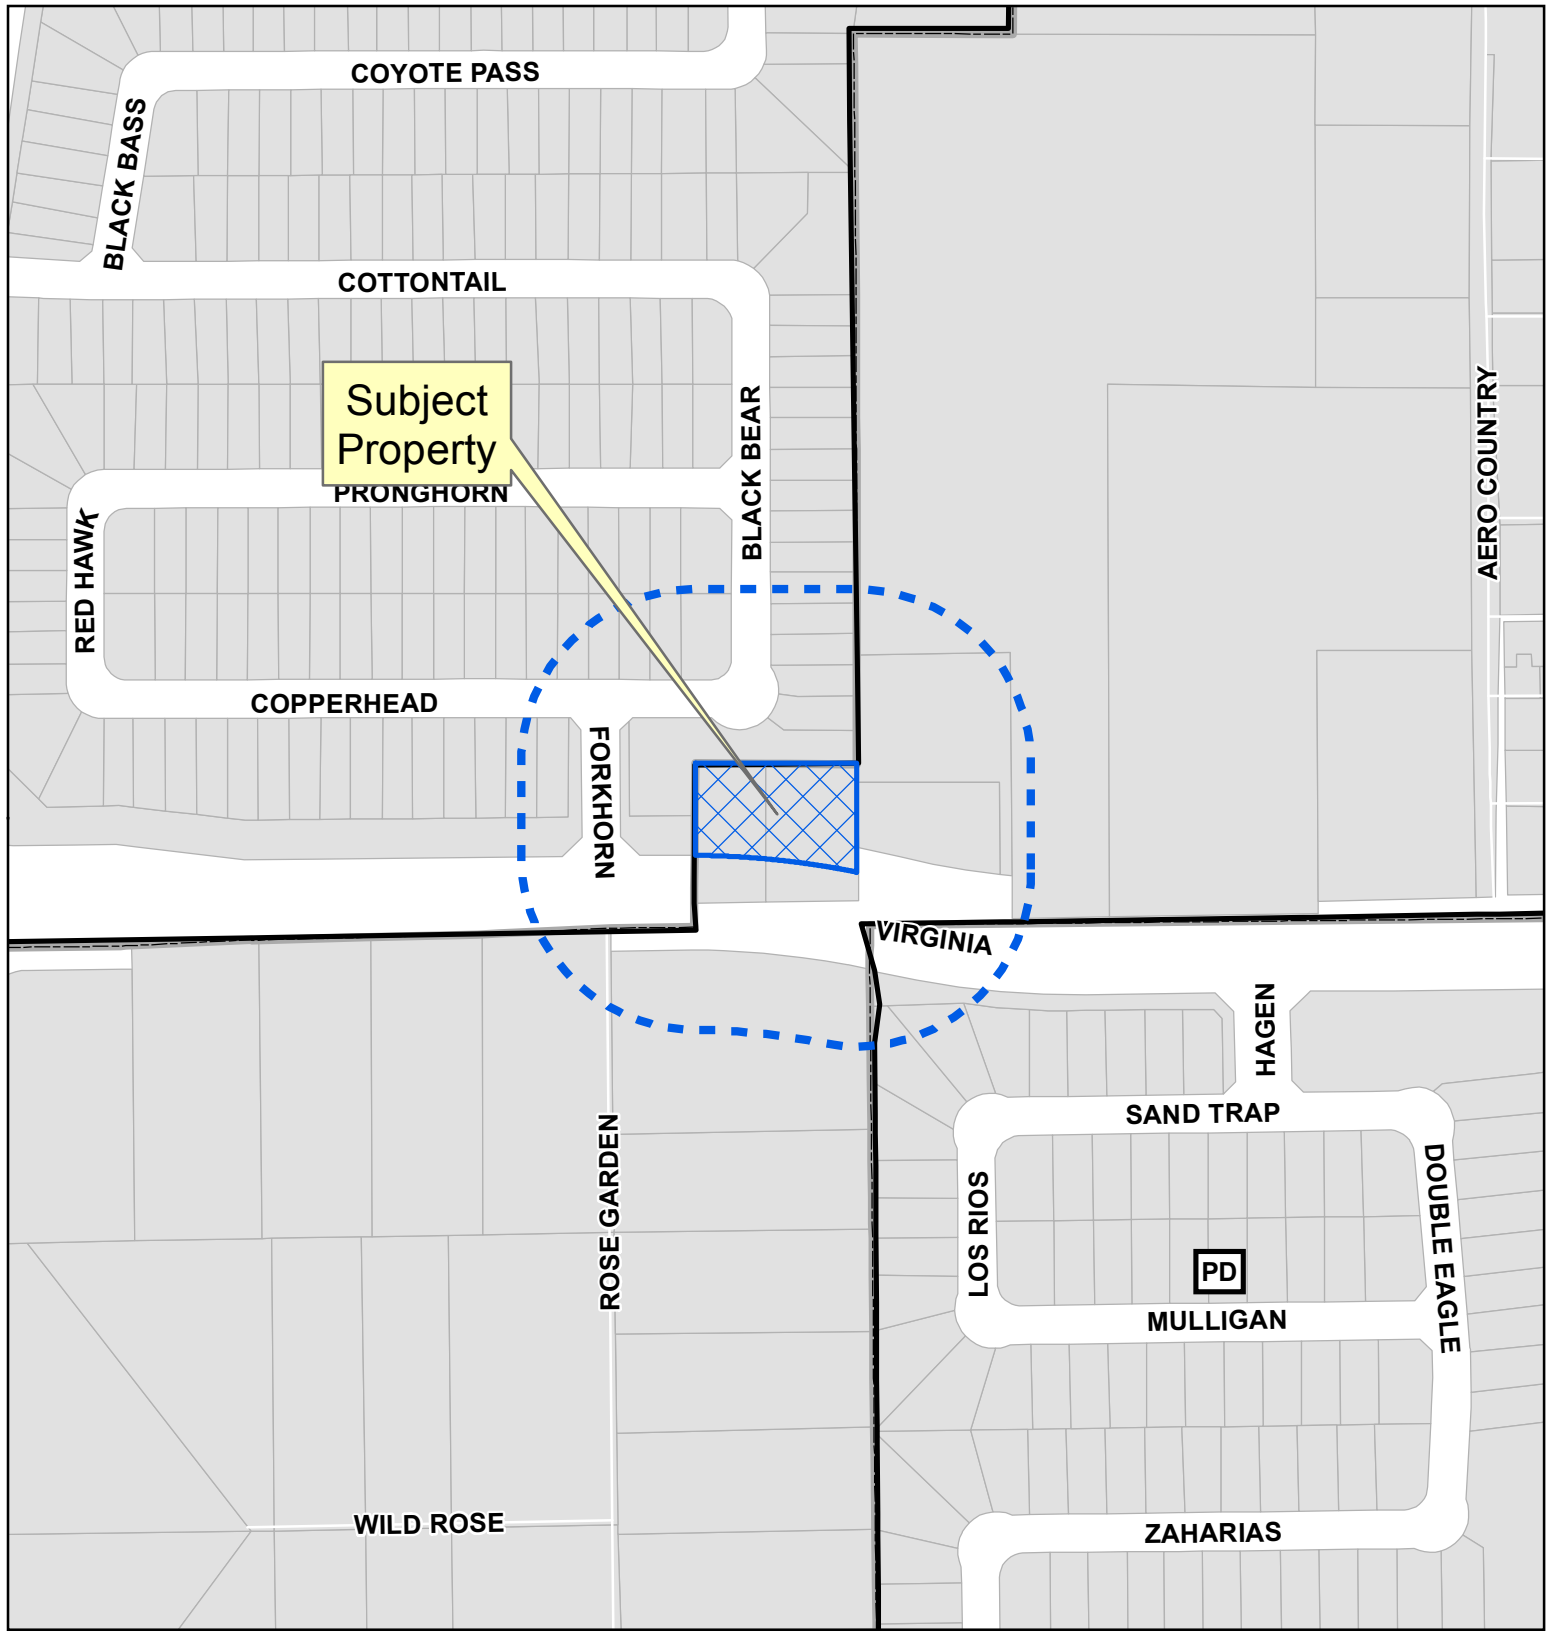 COYOTE PASS
BLACK BASS
COTTONTAIL
Subject
Property
BLACK BEAR
AERO COUNTRY
PRONGHORN
RED HAWK
COPPERHEAD
FORKHORN
VIRGINIA
HAGEN
SAND TRAP
ROSE GARDEN
LOS RIOS
DOUBLE EAGLE
PD
MULLIGAN
WILD ROSE
ZAHARIAS